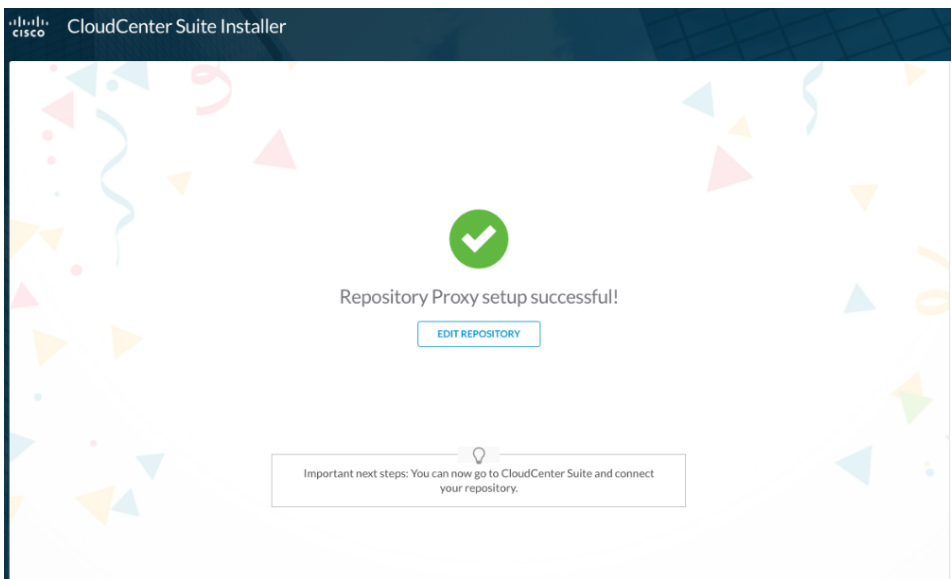 CISCO
CloudCenter Suite Installer
Repository Proxy setup successful!
EDIT REPOSITORY
Important next steps: You can now go to CloudCenter Suite and connect
your repository.